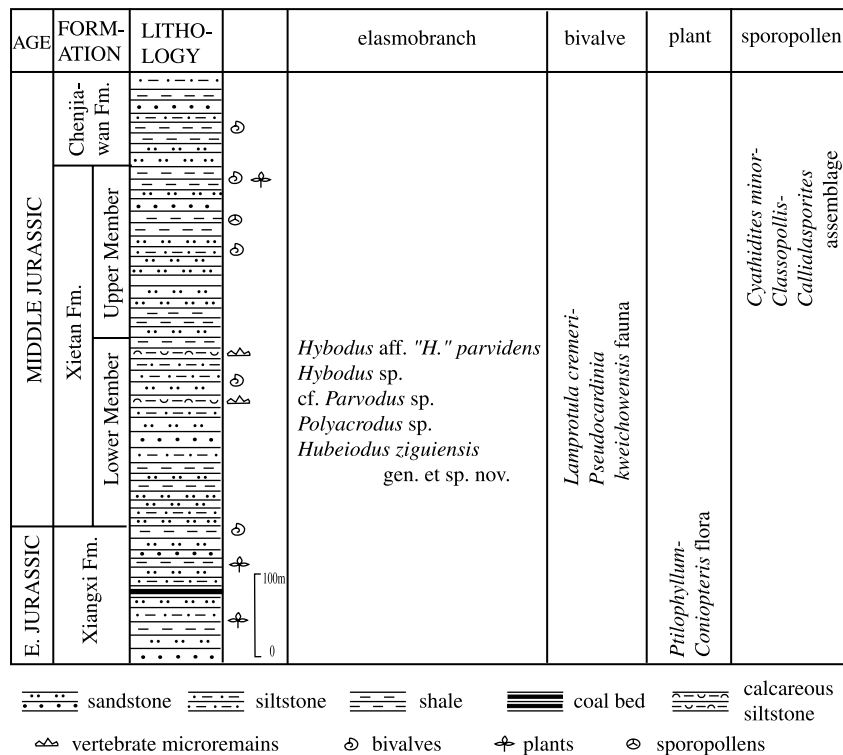 AGE
FORM-
ATION
LITHO-
LOGY
elasmobranch
bivalve
plant
sporopollen
MIDDLE JURASSIC
E. JURASSIC
Chenjia-
wan Fm.
Xietan Fm.
Upper Member
Lower Member
Xiangxi Fm.
100m
0
Hybodus aff. "H." parvidens
Hybodus sp.
cf. Parvodus sp.
Polyacrodus sp.
Hubeiodus ziguiensis
gen. et sp. nov.
Lamprotula cremeri-
Pseudocardinia
kweichowensis fauna
Ptilophyllum-
Coniopteris flora
Cyathidites minor-
Classopollis-
Callialasporites
assemblage
sandstone siltstone shale coal bed calcareous
siltstone
vertebrate microremains bivalves plants sporopollens